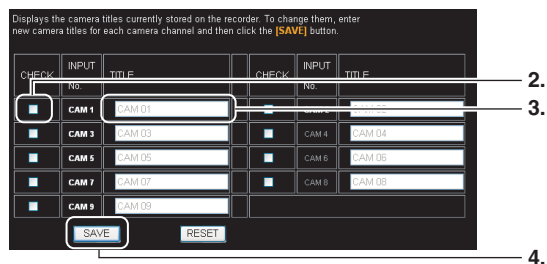 Displays the camera titles currently stored on the recorder. To change them, enter
new camera titles for each camera channel and then click the [SAVE] button.
CHECK INPUT No. TITLE CHECK INPUT No. TITLE
2.
CAM 1 CAM 01
3.
CAM 3 CAM 03 CAM 4 CAM 04
CAM 5 CAM 05 CAM 6 CAM 06
CAM 7 CAM 07 CAM 8 CAM 08
CAM 9 CAM 09
SAVE RESET
4.